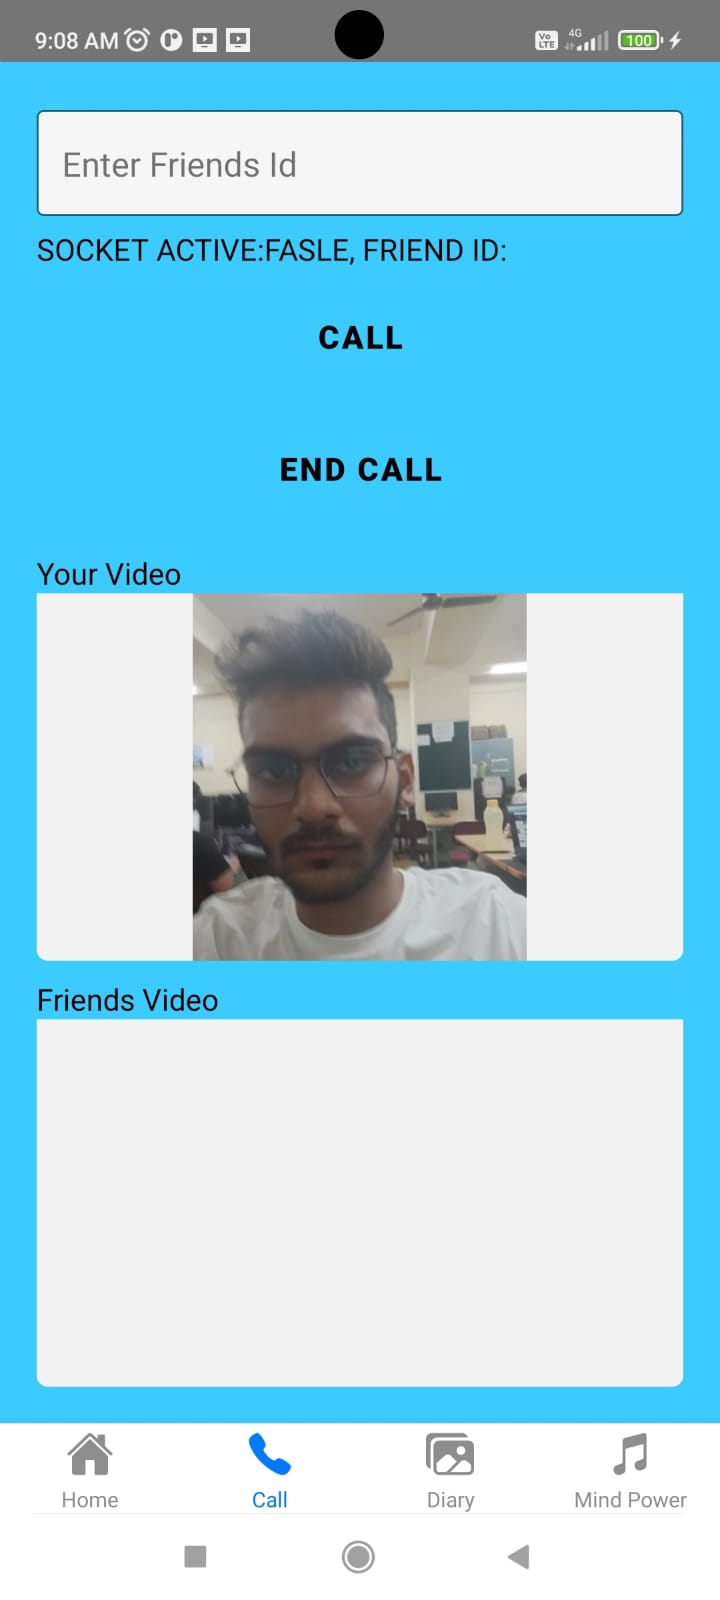 9:08 AM
Vo LTE 4G 100
Enter Friends Id
SOCKET ACTIVE:FASLE, FRIEND ID:
CALL
END CALL
Your Video
Friends Video
Home Call Diary Mind Power